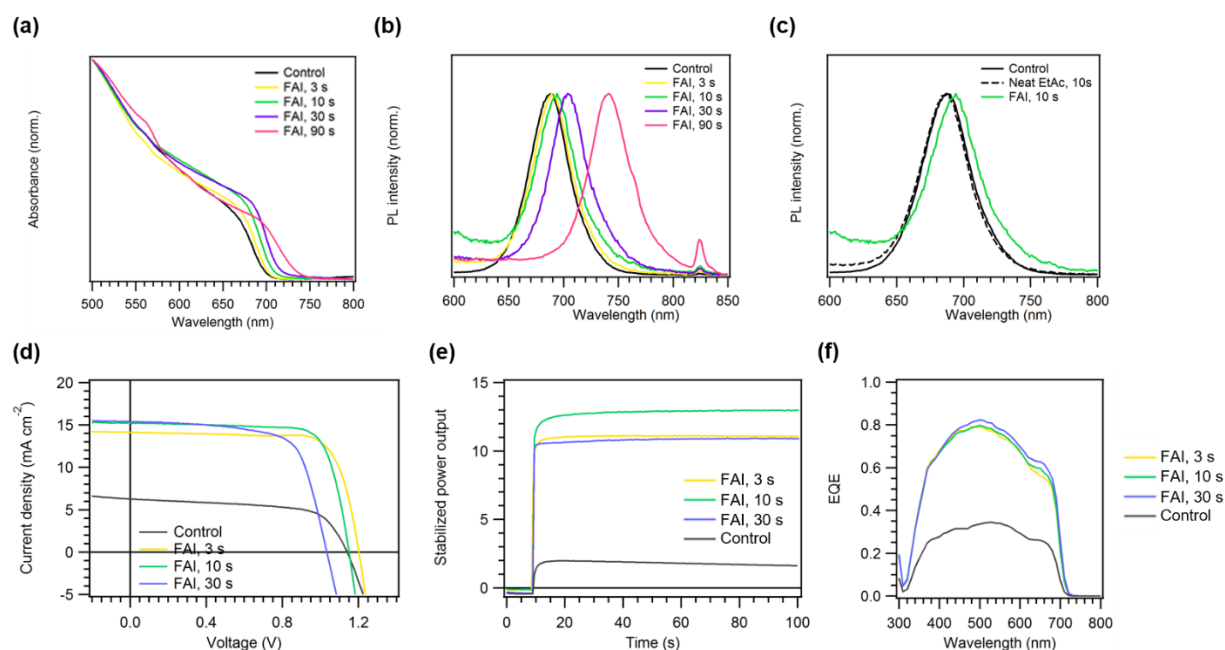 (a)
Absorbance (norm.)
Control
FAI, 3 s
FAI, 10 s
FAI, 30 s
FAI, 90 s
500 550 600 650 700 750 800
Wavelength (nm)
(b)
PL intensity (norm.)
Control
FAI, 3 s
FAI, 10 s
FAI, 30 s
FAI, 90 s
600 650 700 750 800 850
Wavelength (nm)
(c)
PL intensity (norm.)
Control
Neat EtAc, 10s
FAI, 10 s
600 650 700 750 800
Wavelength (nm)
(d)
Current density (mA cm⁻²)
20
15
10
5
0
-5
Control
FAI, 3 s
FAI, 10 s
FAI, 30 s
0.0 0.4 0.8 1.2
Voltage (V)
(e)
Stabilized power output
15
10
5
0
FAI, 3 s
FAI, 10 s
FAI, 30 s
Control
0 20 40 60 80 100
Time (s)
(f)
EQE
1.0
0.8
0.6
0.4
0.2
0.0
300 400 500 600 700 800
Wavelength (nm)
FAI, 3 s
FAI, 10 s
FAI, 30 s
Control